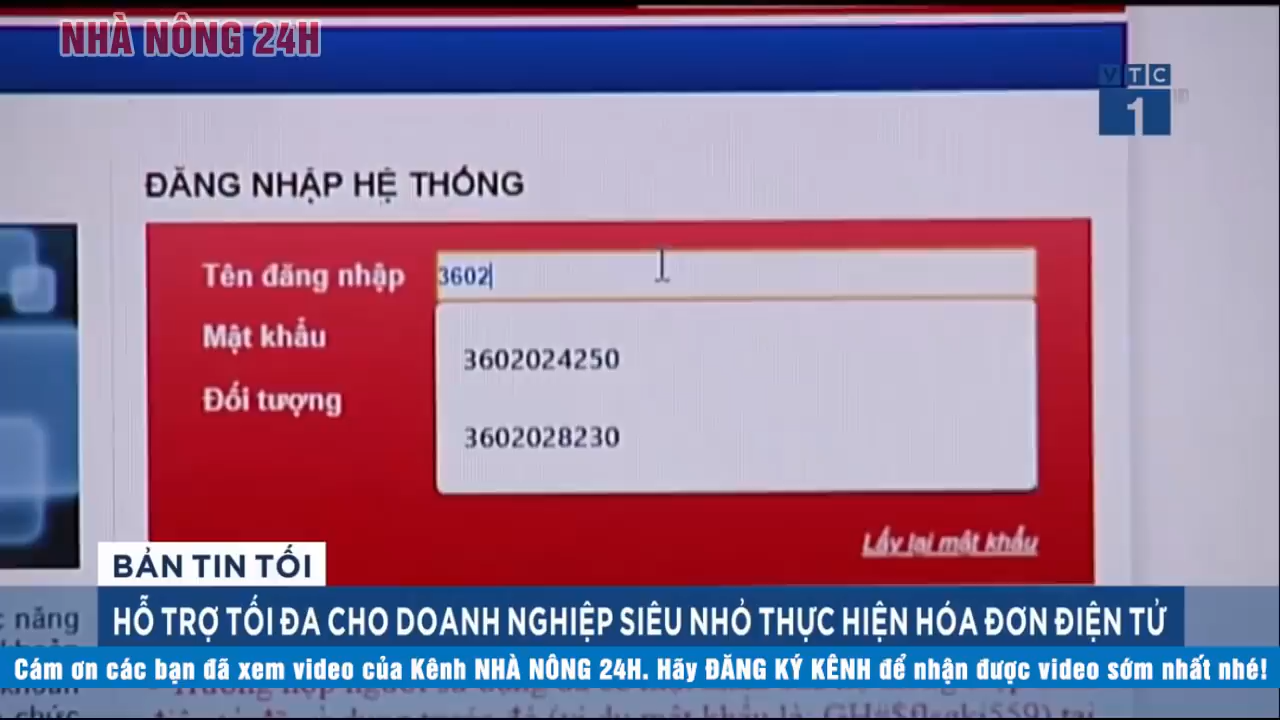 NHÀ NÔNG 24H
VTC
1
ĐĂNG NHẬP HỆ THỐNG
Tên đăng nhập
3602
Mật khẩu
3602024250
Đối tượng
3602028230
Lấy lại mật khẩu
BẢN TIN TỐI
năng
HỖ TRỢ TỐI ĐA CHO DOANH NGHIỆP SIÊU NHỎ THỰC HIỆN HÓA ĐƠN ĐIỆN TỬ
Cám ơn các bạn đã xem video của Kênh NHÀ NÔNG 24H. Hãy ĐĂNG KÝ KÊNH để nhận được video sớm nhất nhé!